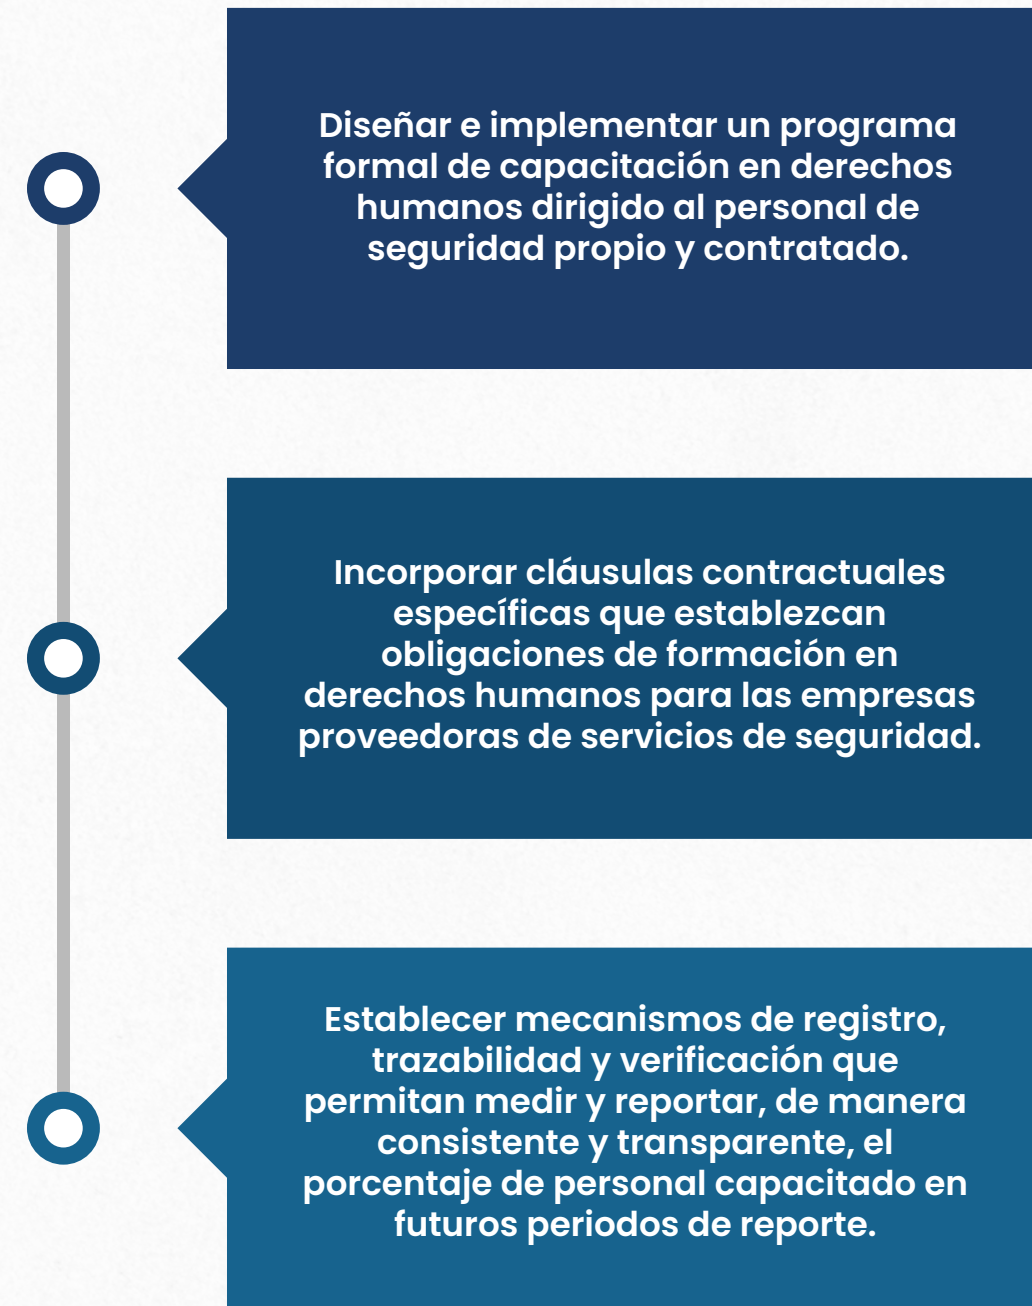 Diseñar e implementar un programa
formal de capacitación en derechos
humanos dirigido al personal de
seguridad propio y contratado.
Incorporar cláusulas contractuales
específicas que establezcan
obligaciones de formación en
derechos humanos para las empresas
proveedoras de servicios de seguridad.
Establecer mecanismos de registro,
trazabilidad y verificación que
permitan medir y reportar, de manera
consistente y transparente, el
porcentaje de personal capacitado en
futuros periodos de reporte.